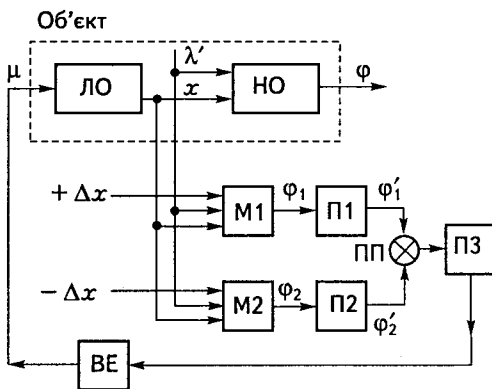 Об'єкт
μ
ЛО
λ′
x
НО
φ
+ Δx
М1
φ₁
П1
φ′₁
ПП
П3
− Δx
М2
φ₂
П2
φ′₂
ВЕ